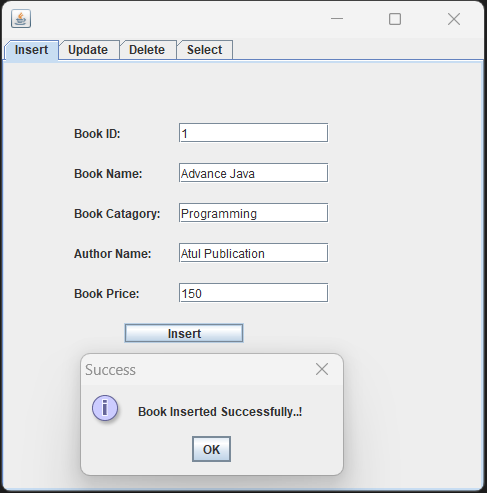 Insert Update Delete Select
Book ID: 1
Book Name: Advance Java
Book Catagory: Programming
Author Name: Atul Publication
Book Price: 150
Insert
Success
i Book Inserted Successfully..!
OK